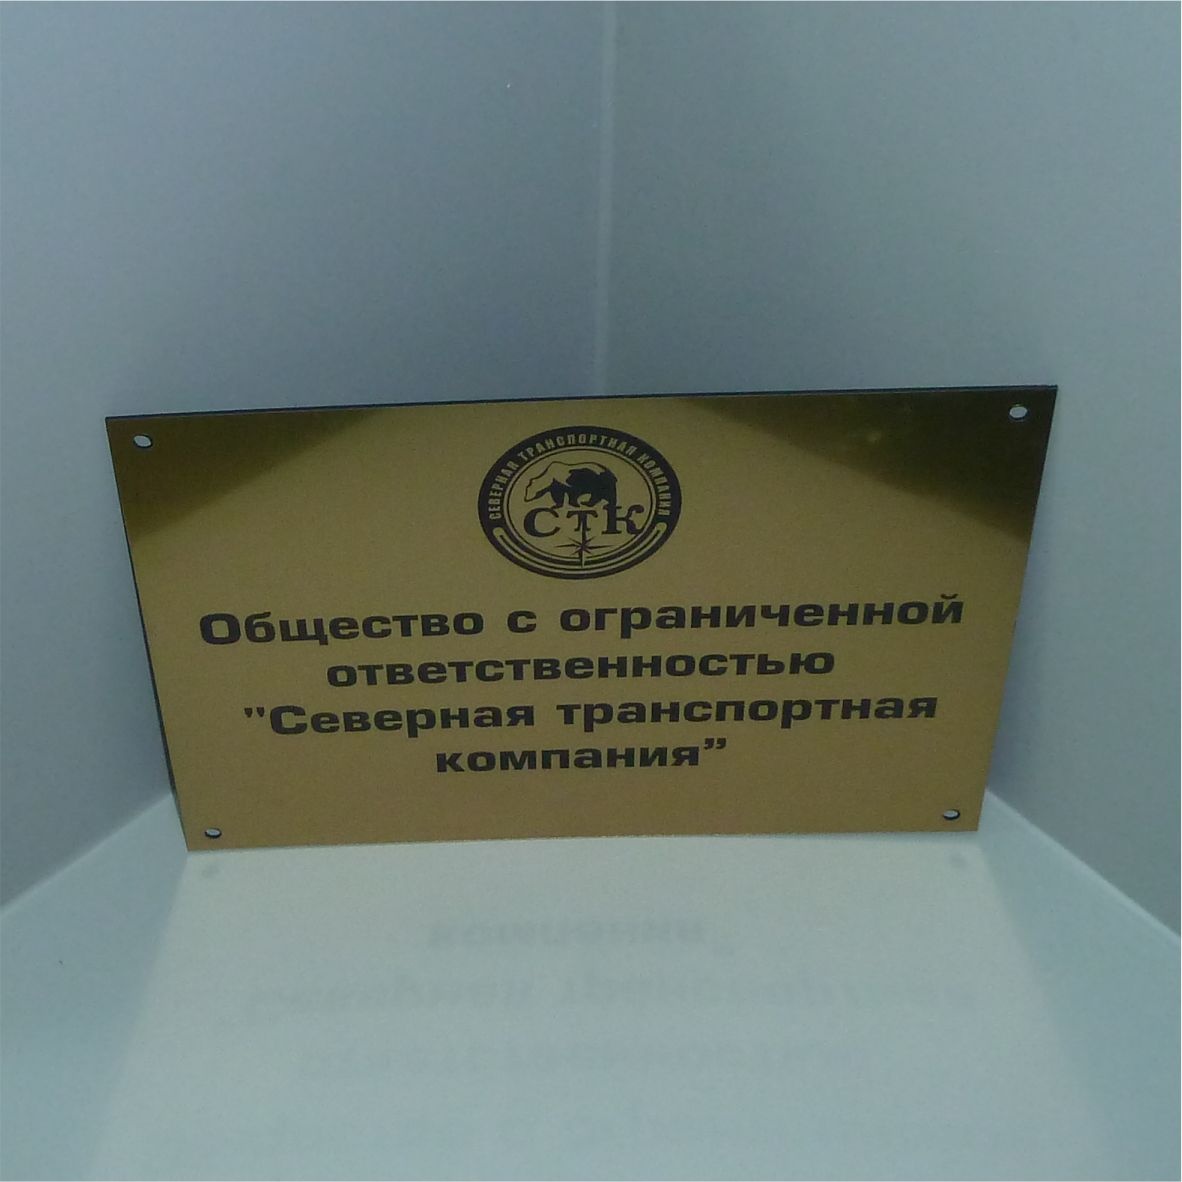 СЕВЕРНАЯ ТРАНСПОРТНАЯ КОМПАНИЯ
СТК
Общество с ограниченной
ответственностью
"Северная транспортная
компания”